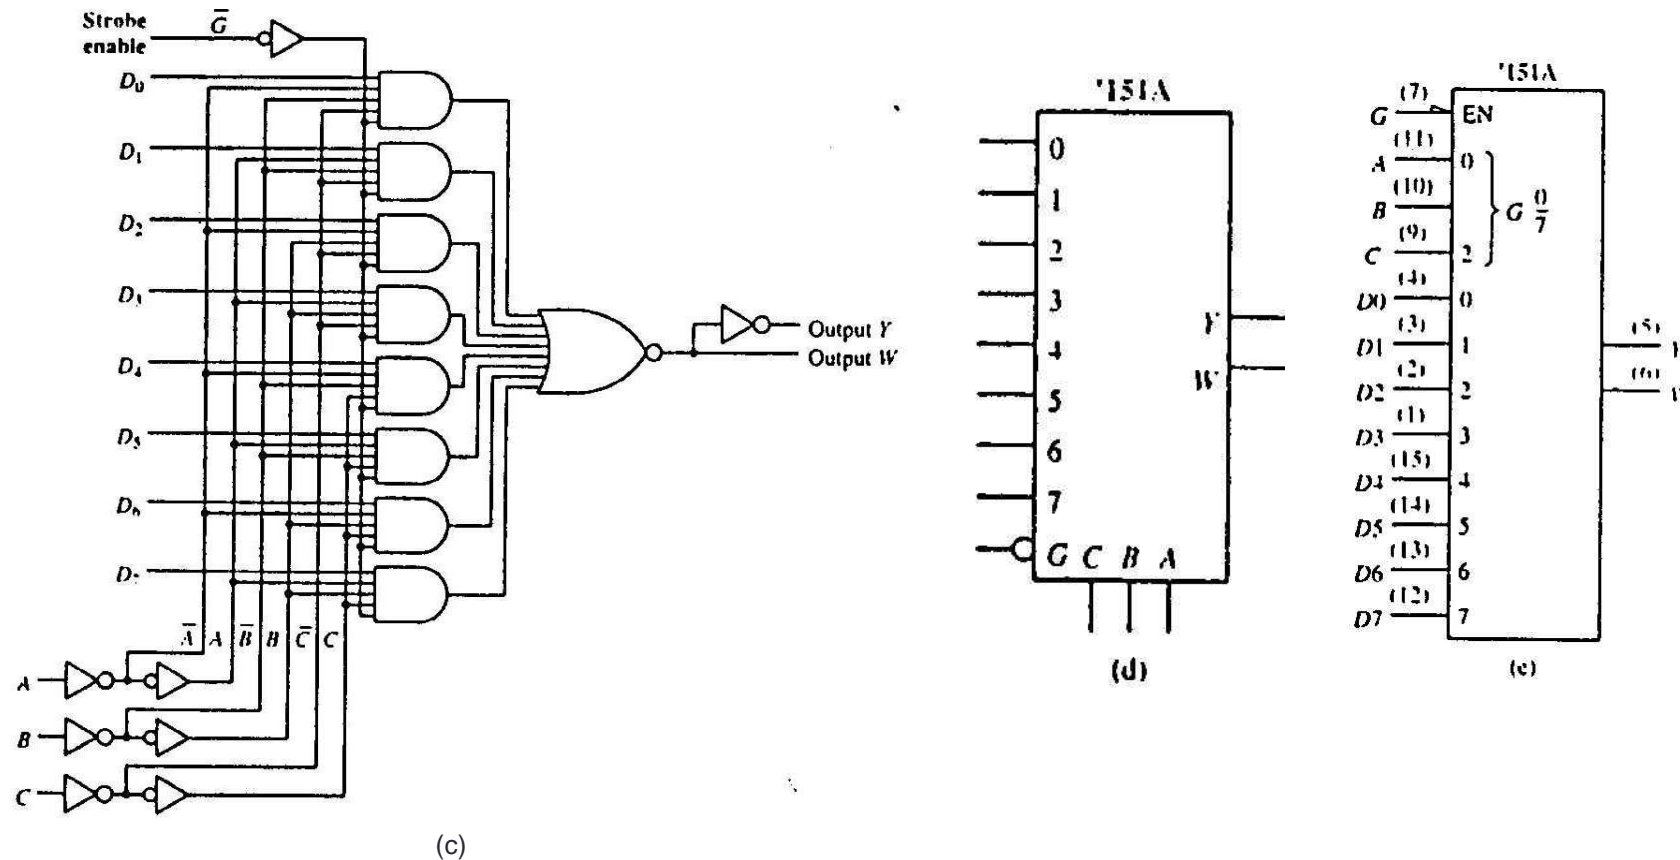 Strobe
enable
G̅
D₀
D₁
D₂
D₃
D₄
D₅
D₆
D₇
A̅ A B̅ B C̅ C
A
B
C
Output Y
Output W
(c)
'151A
0
1
2
3
4
5
6
7
G C B A
Y
W
(d)
'151A
G (7) EN
A (11) 0
B (10)
C (9) 2
G 0/7
D0 (4) 0
D1 (3) 1
D2 (2) 2
D3 (1) 3
D4 (15) 4
D5 (14) 5
D6 (13) 6
D7 (12) 7
(5)
(6)
(e)